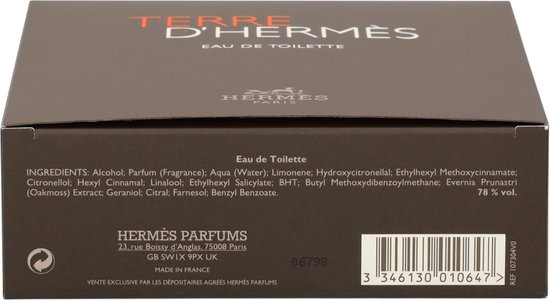 TERRE
D'HERMÈS
EAU DE TOILETTE
HERMÈS
PARIS
Eau de Toilette
INGREDIENTS: Alcohol; Parfum (Fragrance); Aqua (Water); Limonene; Hydroxycitronellal; Ethylhexyl Methoxycinnamate;
Citronellol; Hexyl Cinnamal; Linalool; Ethylhexyl Salicylate; BHT; Butyl Methoxydibenzoylmethane; Evernia Prunastri
(Oakmoss) Extract; Geraniol; Citral; Farnesol; Benzyl Benzoate.
78 % vol.
HERMÈS PARFUMS
23, rue Boissy d'Anglas, 75008 Paris
GB SW1X 9PX UK
MADE IN FRANCE
VENTE EXCLUSIVE PAR LES DÉPOSITAIRES AGRÉÉS HERMÈS PARFUMS
06798
3 346130 010647
REF 107304V0